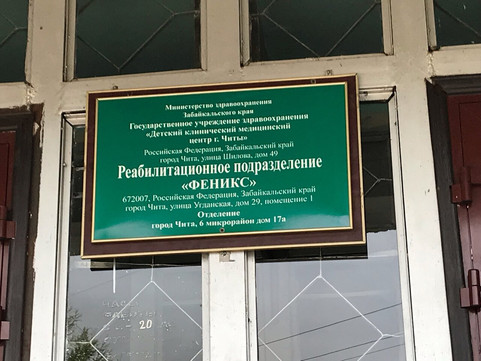 Министерство здравоохранения
Забайкальского края
Государственное учреждение здравоохранения
«Детский клинический медицинский
центр г. Читы»
Российская Федерация, Забайкальский край
город Чита, улица Шилова, дом 49
Реабилитационное подразделение
«ФЕНИКС»
672007, Российская Федерация, Забайкальский край
город Чита, улица Угданская, дом 29, помещение 1
Отделение
город Чита, 6 микрорайон дом 17а
20